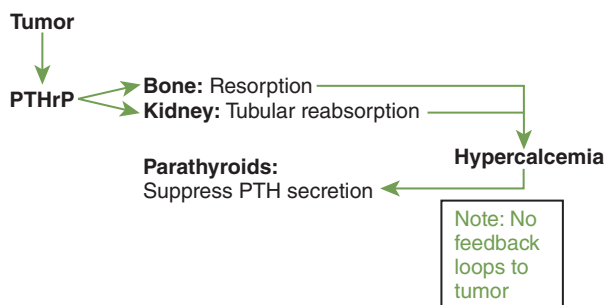 Tumor
PTHrP
Bone: Resorption
Kidney: Tubular reabsorption
Hypercalcemia
Parathyroids:
Suppress PTH secretion
Note: No
feedback
loops to
tumor